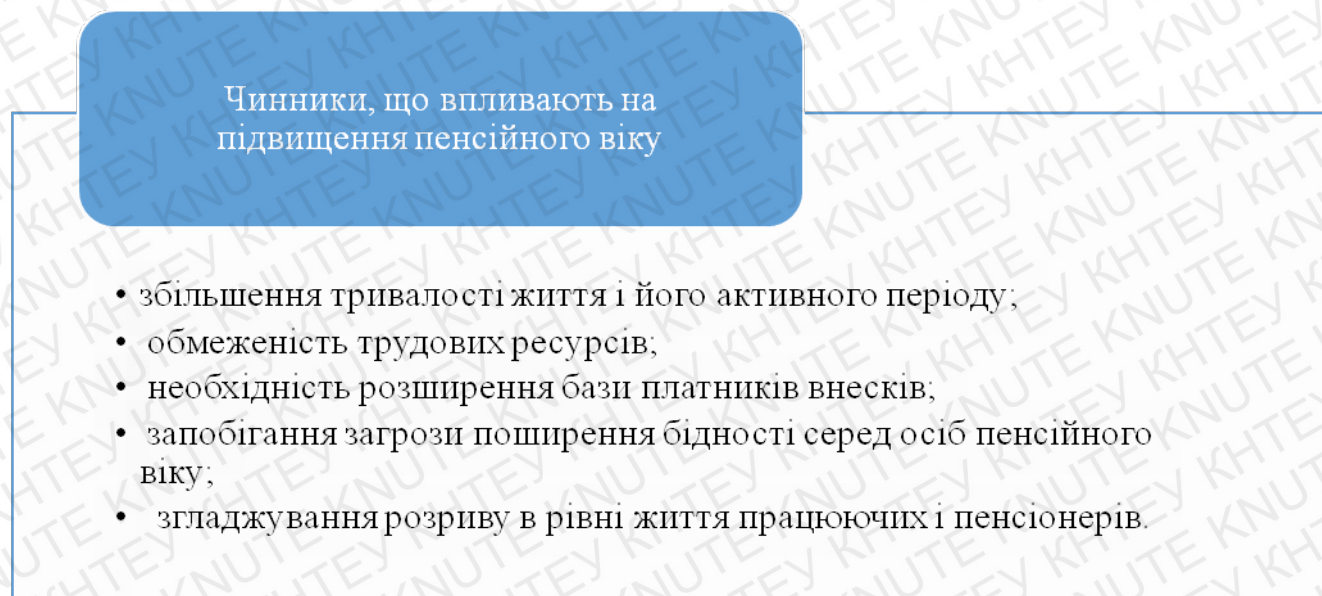 Чинники, що впливають на
підвищення пенсійного віку
• збільшення тривалості життя і його активного періоду;
• обмеженість трудових ресурсів;
• необхідність розширення бази платників внесків;
• запобігання загрози поширення бідності серед осіб пенсійного
віку;
• згладжування розриву в рівні життя працюючих і пенсіонерів.